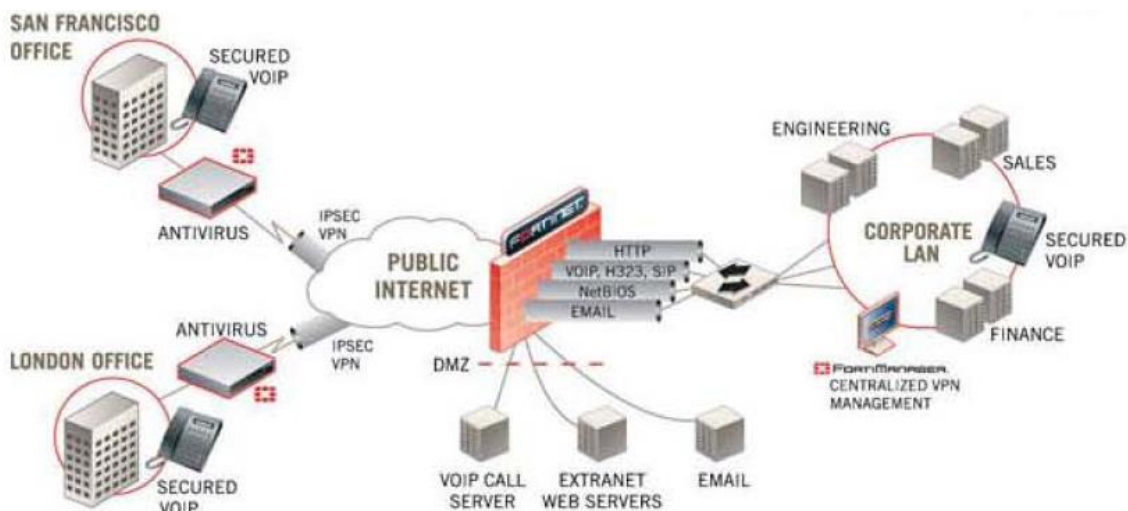 SAN FRANCISCO
OFFICE
SECURED
VOIP
ANTIVIRUS
IPSEC
VPN
PUBLIC
INTERNET
ANTIVIRUS
IPSEC
VPN
LONDON OFFICE
SECURED
VOIP
FORTINET
HTTP
VOIP, H323, SIP
NetBIOS
EMAIL
DMZ
VOIP CALL
SERVER
EXTRANET
WEB SERVERS
EMAIL
ENGINEERING
SALES
CORPORATE
LAN
SECURED
VOIP
FINANCE
FORTIMANAGER
CENTRALIZED VPN
MANAGEMENT